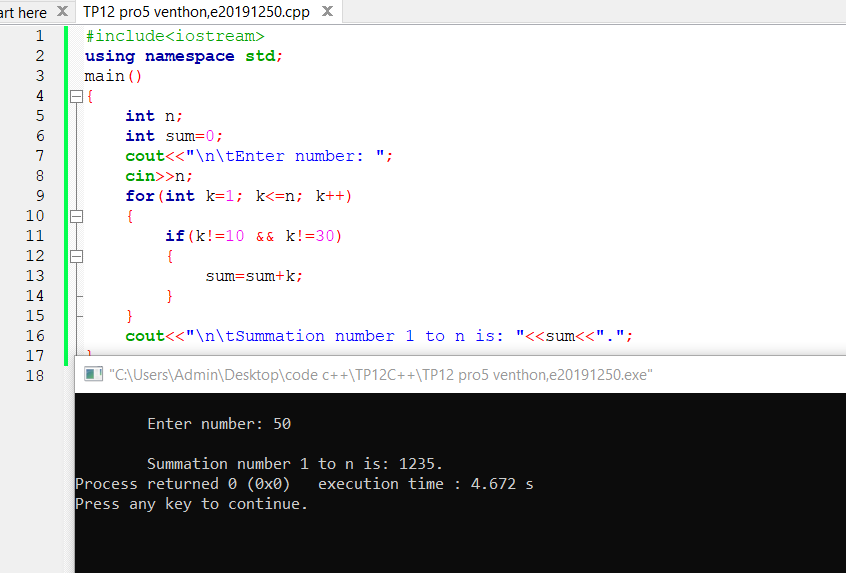 art here X TP12 pro5 venthon,e20191250.cpp X
1 #include<iostream>
2 using namespace std;
3 main()
4 {
5 int n;
6 int sum=0;
7 cout<<"\n\tEnter number: ";
8 cin>>n;
9 for(int k=1; k<=n; k++)
10 {
11 if(k!=10 && k!=30)
12 {
13 sum=sum+k;
14 }
15 }
16 cout<<"\n\tSummation number 1 to n is: "<<sum<<".";
17 }
18
"C:\Users\Admin\Desktop\code c++\TP12C++\TP12 pro5 venthon,e20191250.exe"
Enter number: 50
Summation number 1 to n is: 1235.
Process returned 0 (0x0) execution time : 4.672 s
Press any key to continue.